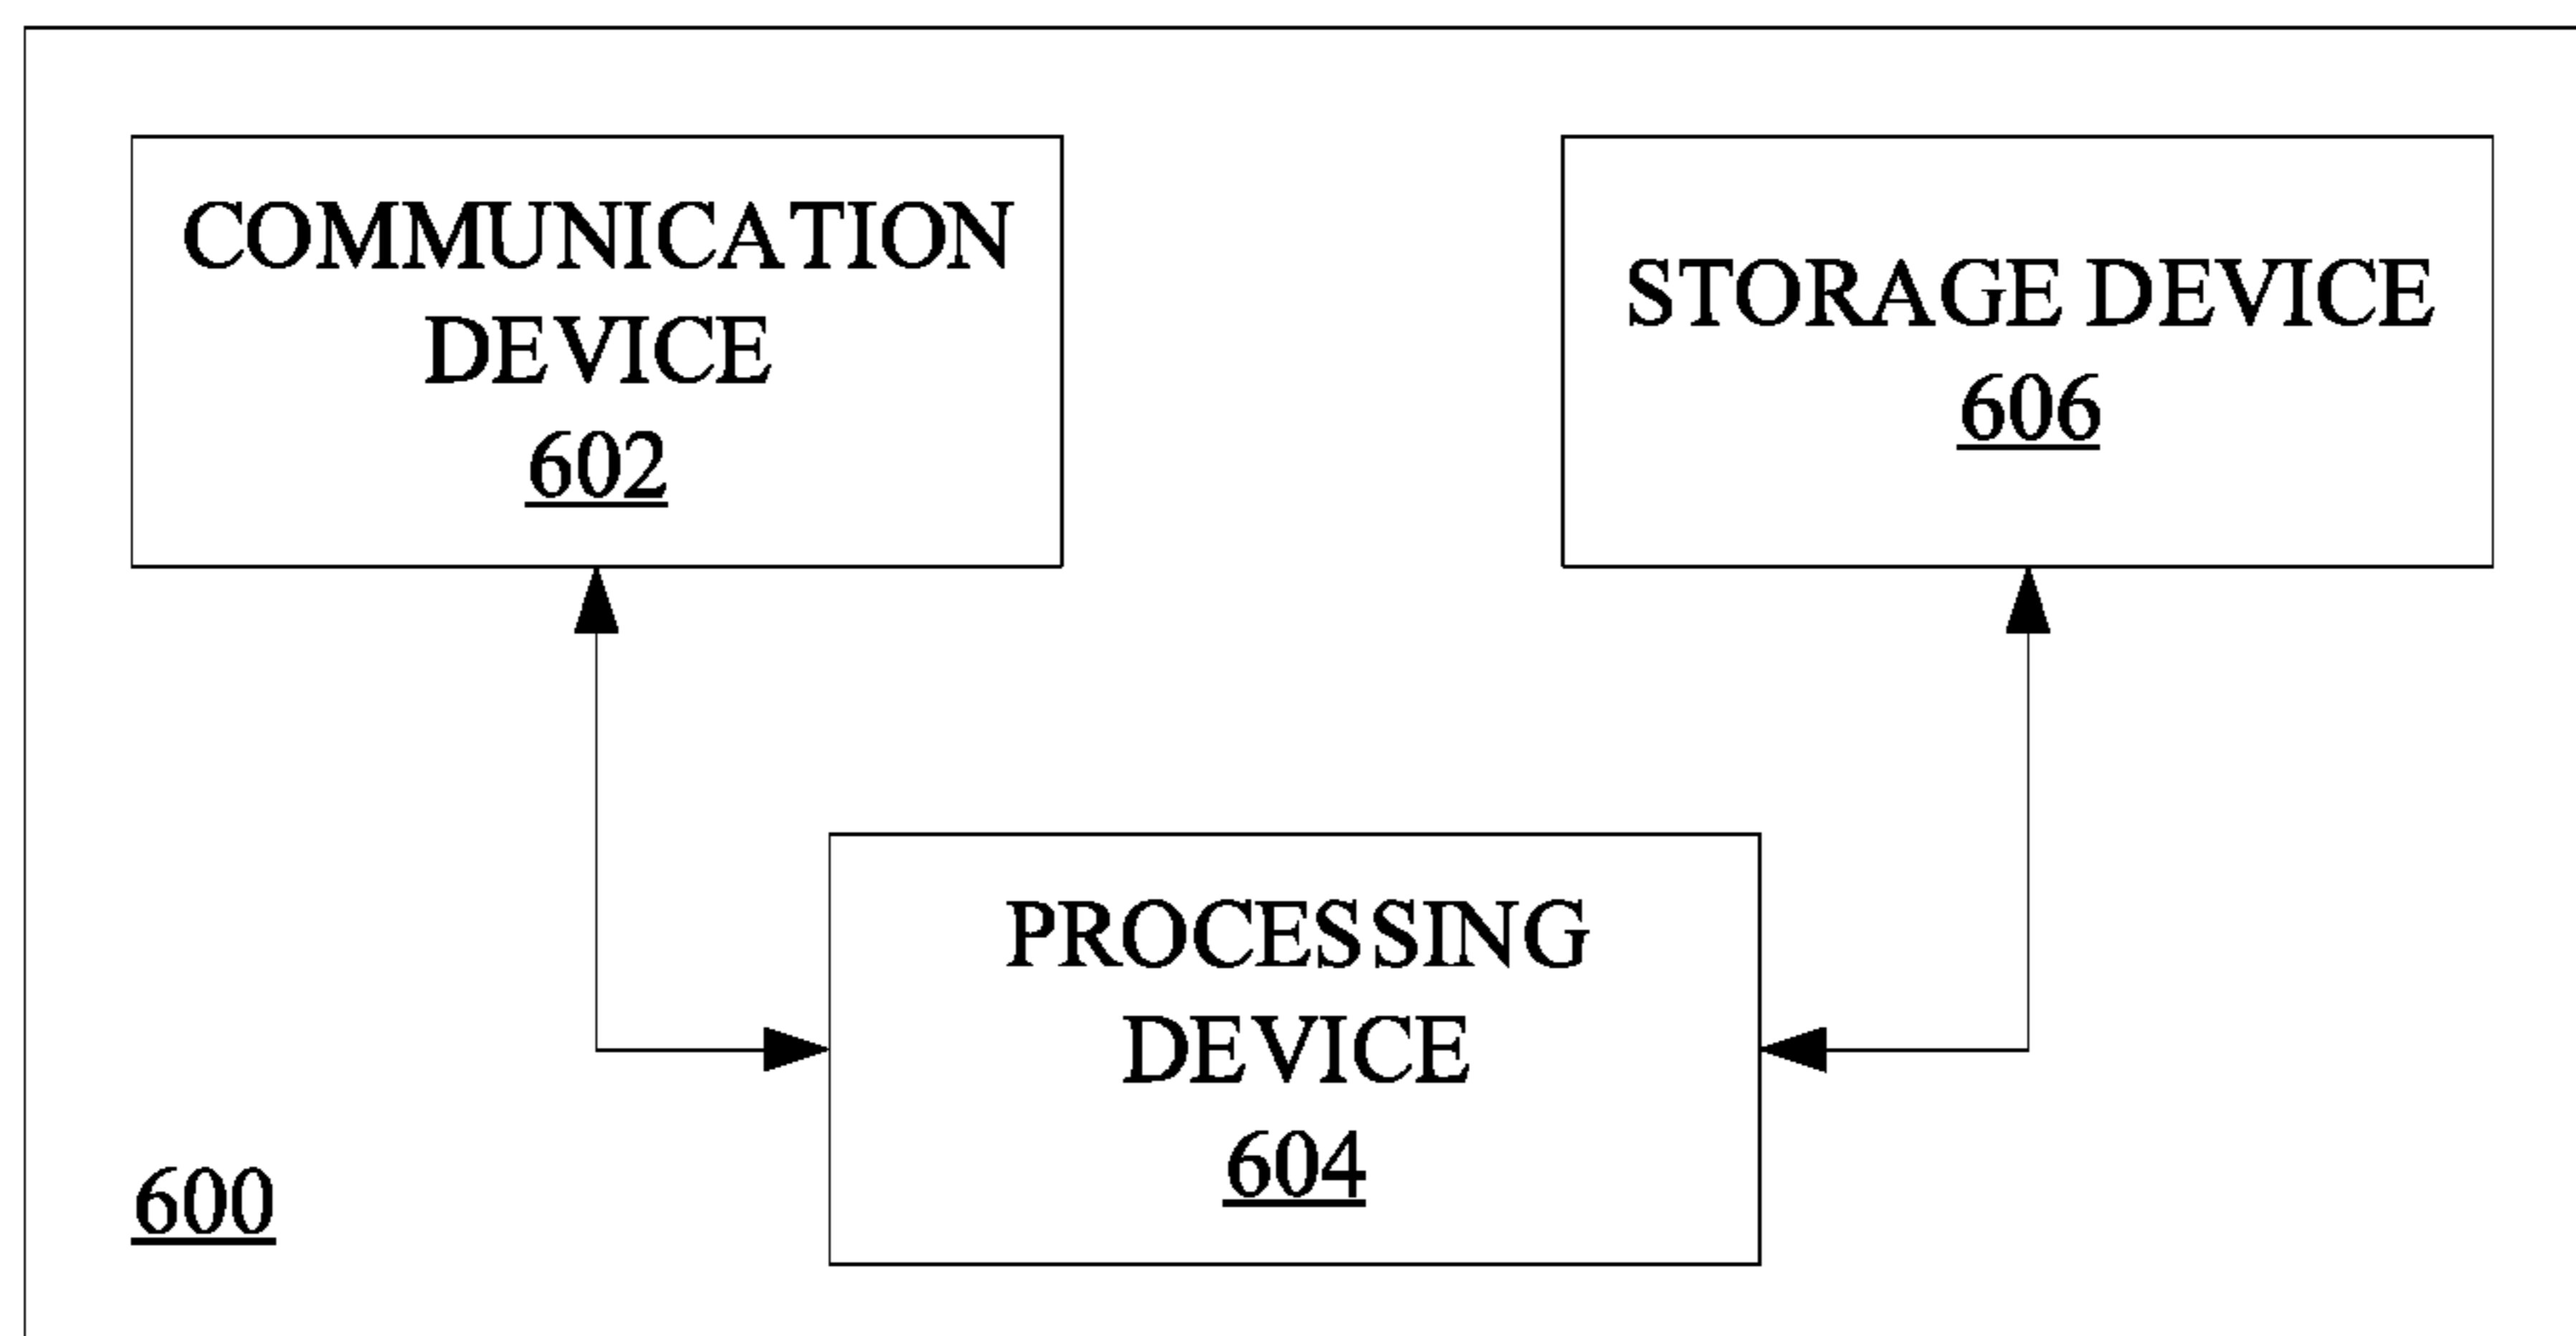 COMMUNICATION
DEVICE
602
STORAGE DEVICE
606
PROCESSING
DEVICE
604
600